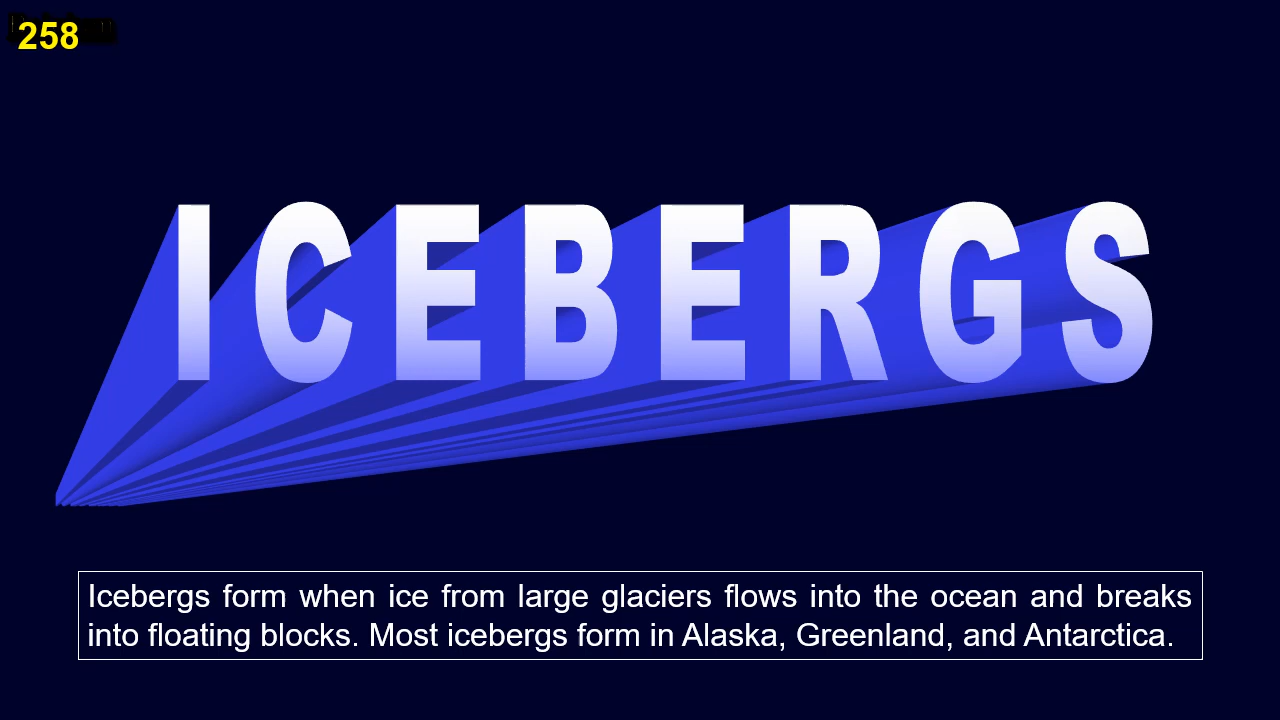 258
ICEBERGS
Icebergs form when ice from large glaciers flows into the ocean and breaks
into floating blocks. Most icebergs form in Alaska, Greenland, and Antarctica.